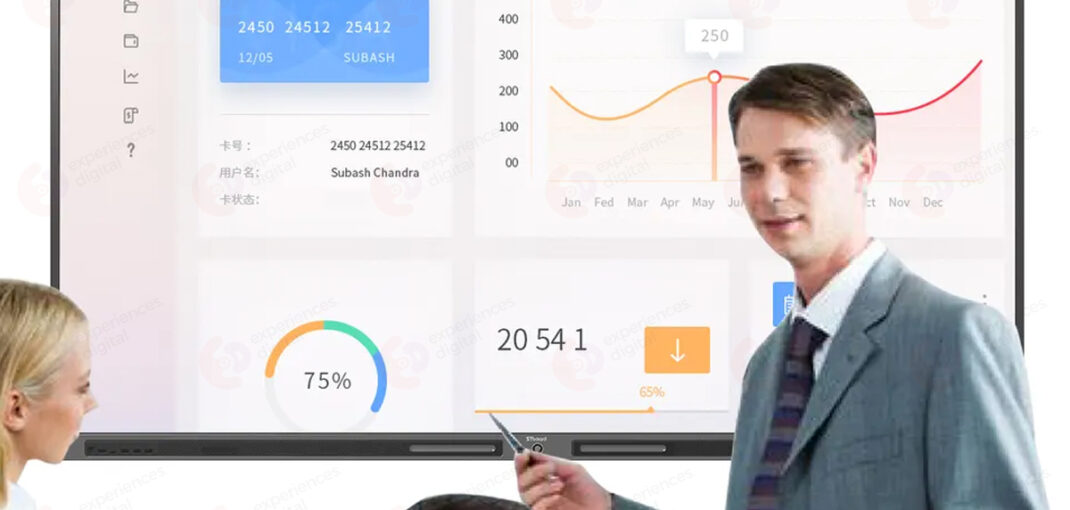 2450 24512 25412
12/05 SUBASH
卡号：
2450 24512 25412
用户名：
Subash Chandra
卡状态：
?
400
300
200
100
00
250
Jan Fed Mar Apr May
Nov Dec
75%
20 54 1
65%
experiences
digital